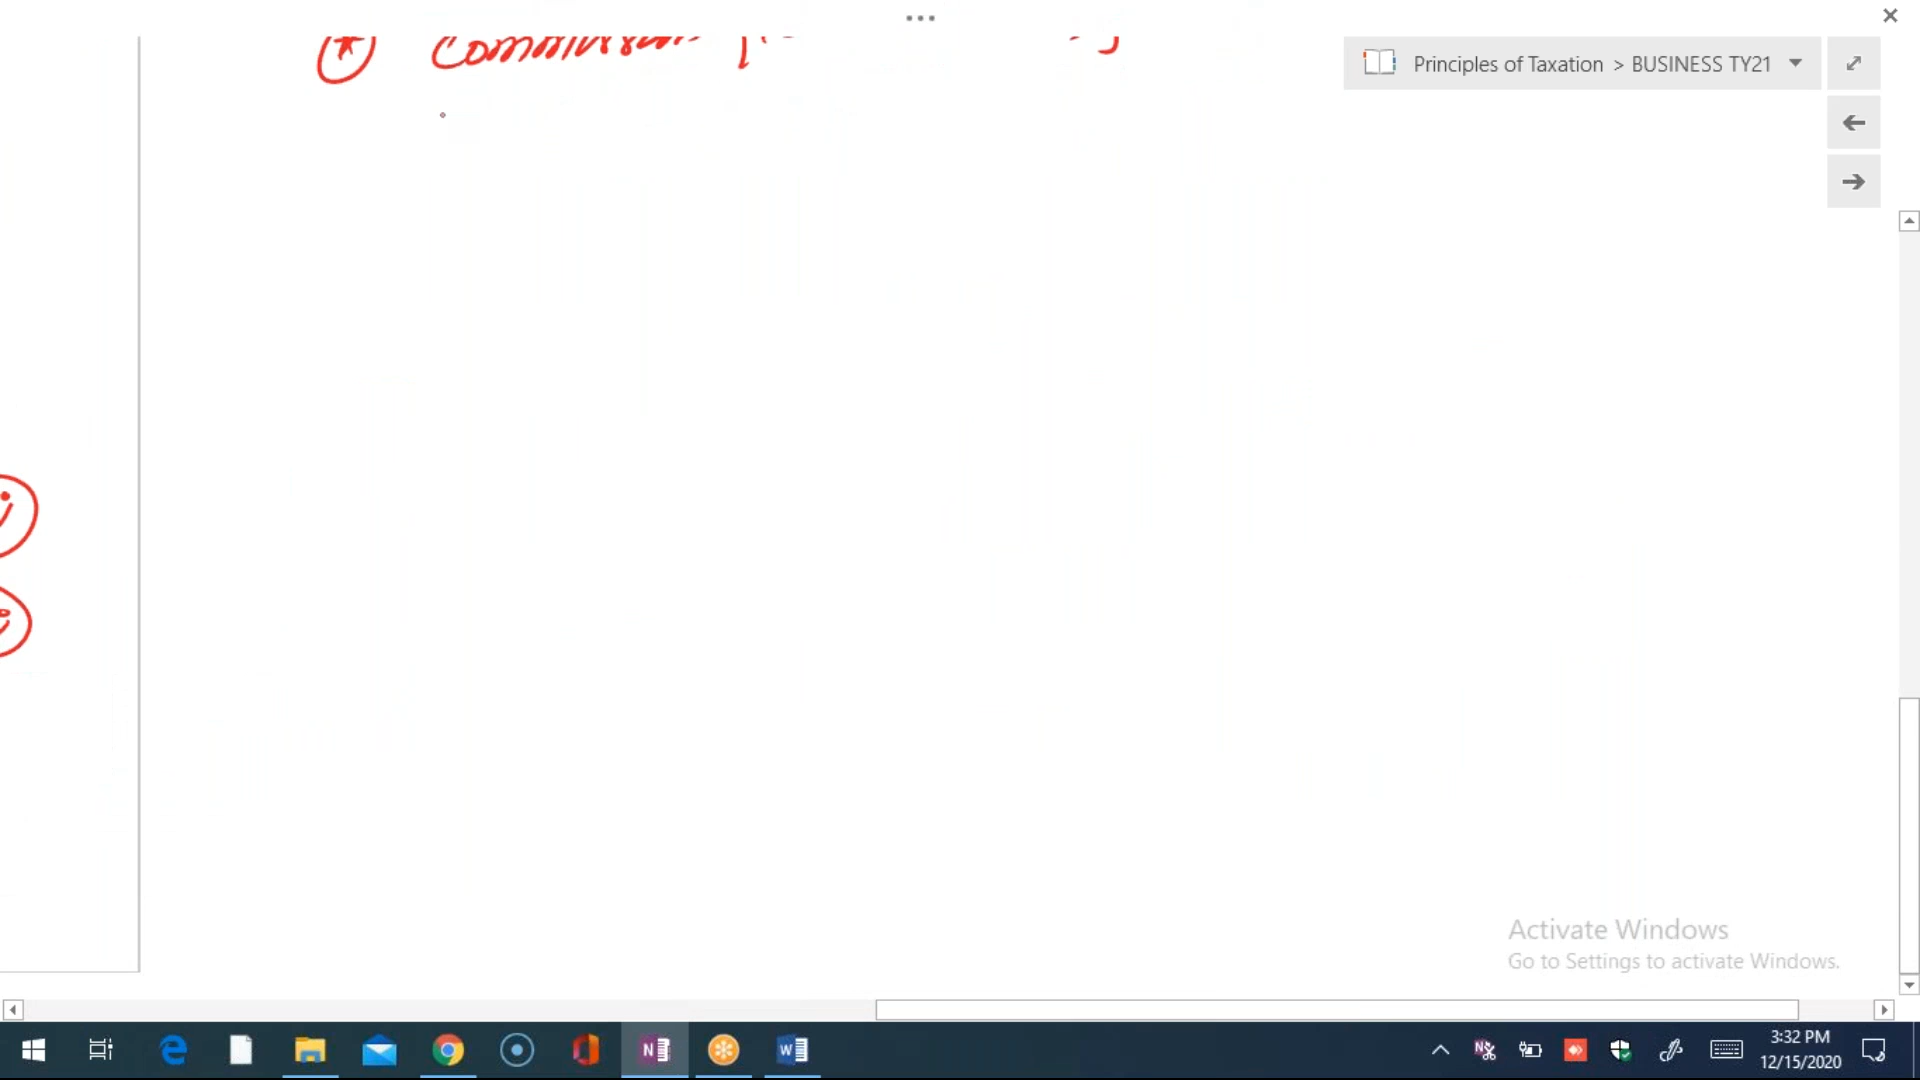 Commission
Principles of Taxation > BUSINESS TY21
Activate Windows
Go to Settings to activate Windows.
3:32 PM
12/15/2020